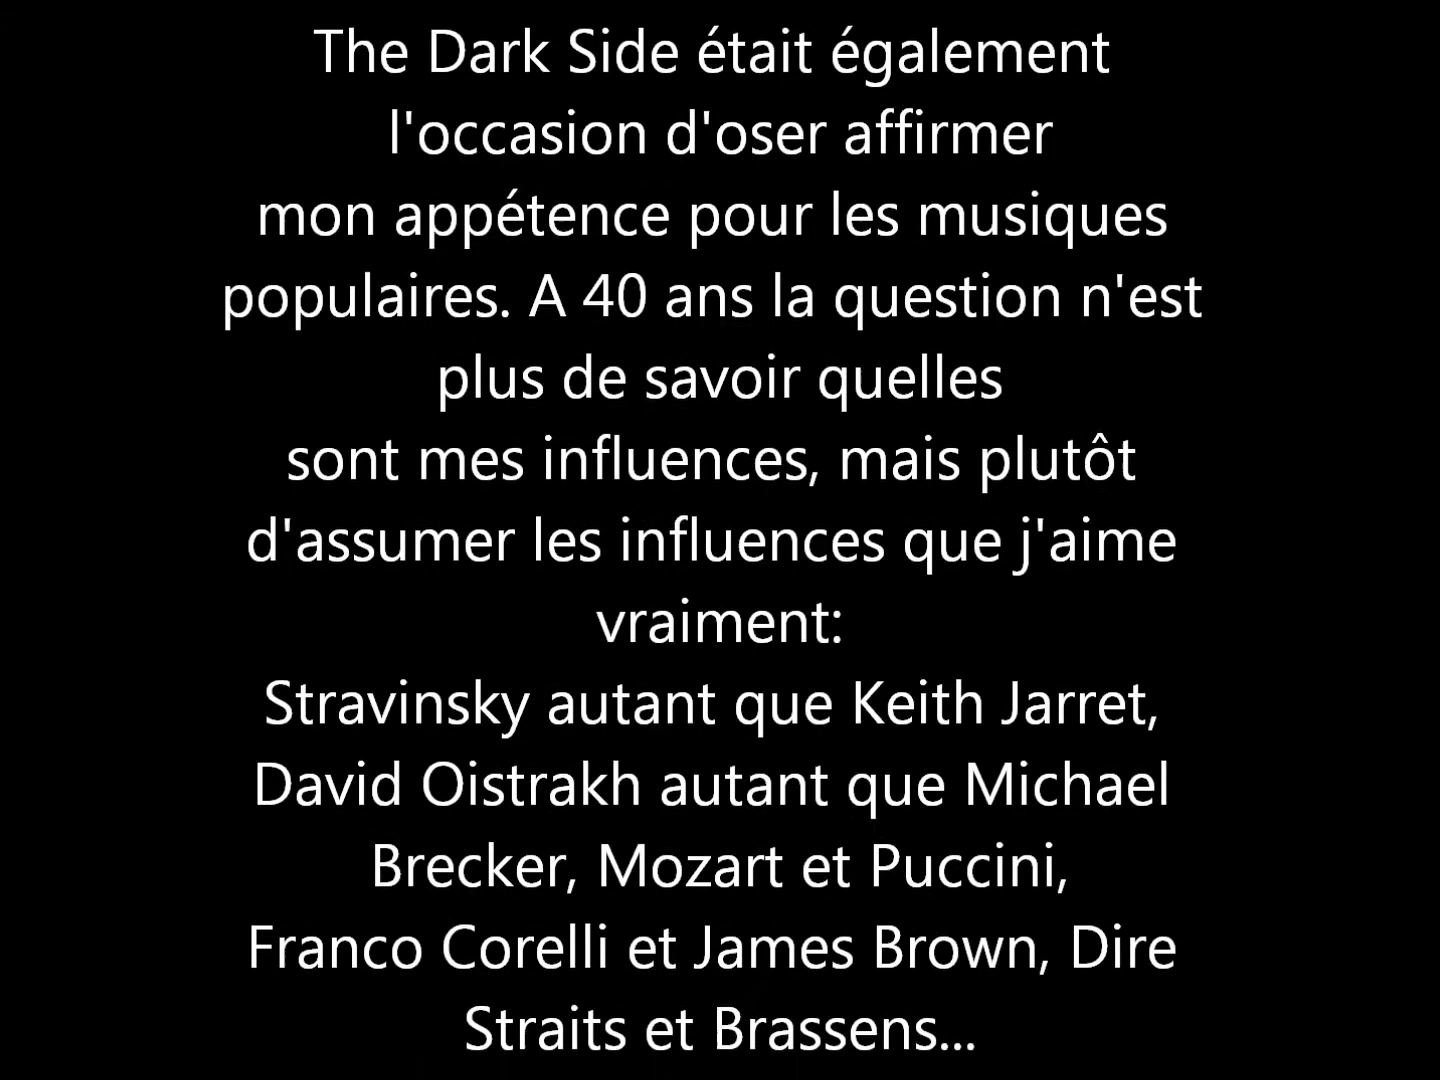 The Dark Side était également
l'occasion d'oser affirmer
mon appétence pour les musiques
populaires. A 40 ans la question n'est
plus de savoir quelles
sont mes influences, mais plutôt
d'assumer les influences que j'aime
vraiment:
Stravinsky autant que Keith Jarret,
David Oistrakh autant que Michael
Brecker, Mozart et Puccini,
Franco Corelli et James Brown, Dire
Straits et Brassens...